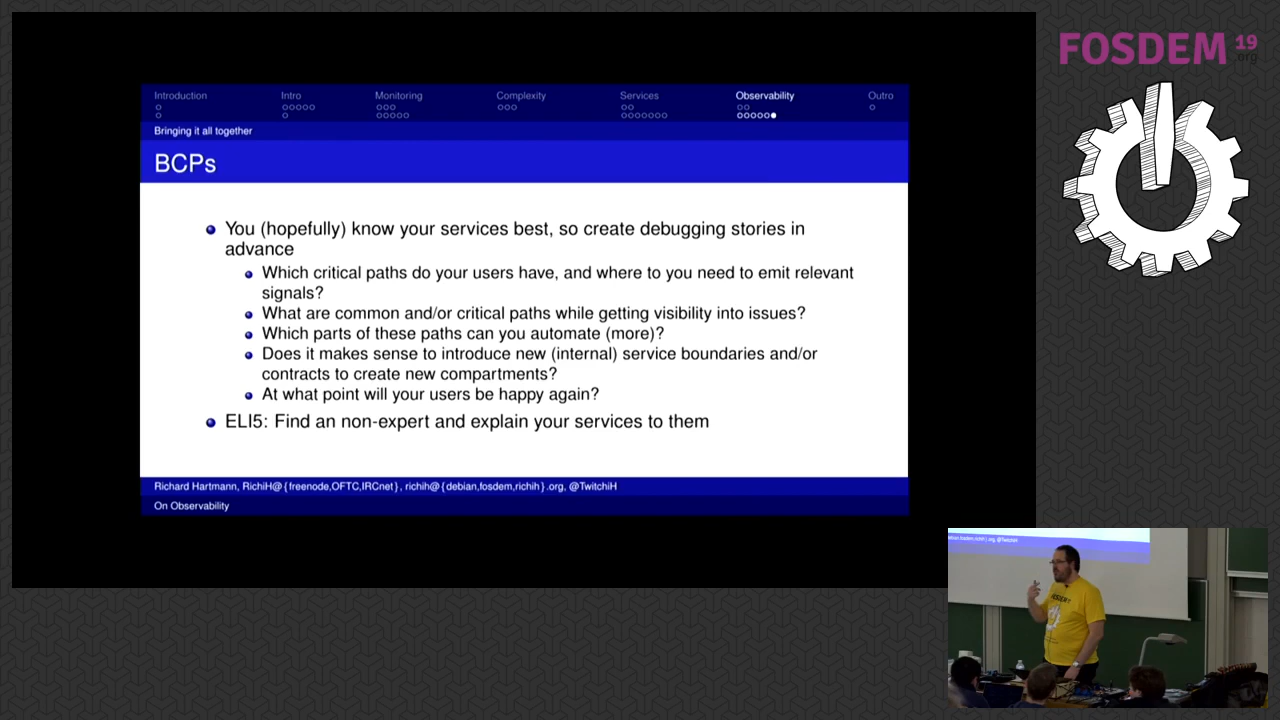 FOSDEM 19
.org
Introduction Intro Monitoring Complexity Services Observability Outro
Bringing it all together
BCPs
You (hopefully) know your services best, so create debugging stories in
advance
Which critical paths do your users have, and where to you need to emit relevant
signals?
What are common and/or critical paths while getting visibility into issues?
Which parts of these paths can you automate (more)?
Does it makes sense to introduce new (internal) service boundaries and/or
contracts to create new compartments?
At what point will your users be happy again?
ELI5: Find an non-expert and explain your services to them
Richard Hartmann, RichiH@{freenode,OFTC,IRCnet}, richih@{debian,fosdem,richih}.org, @TwitchiH
On Observability